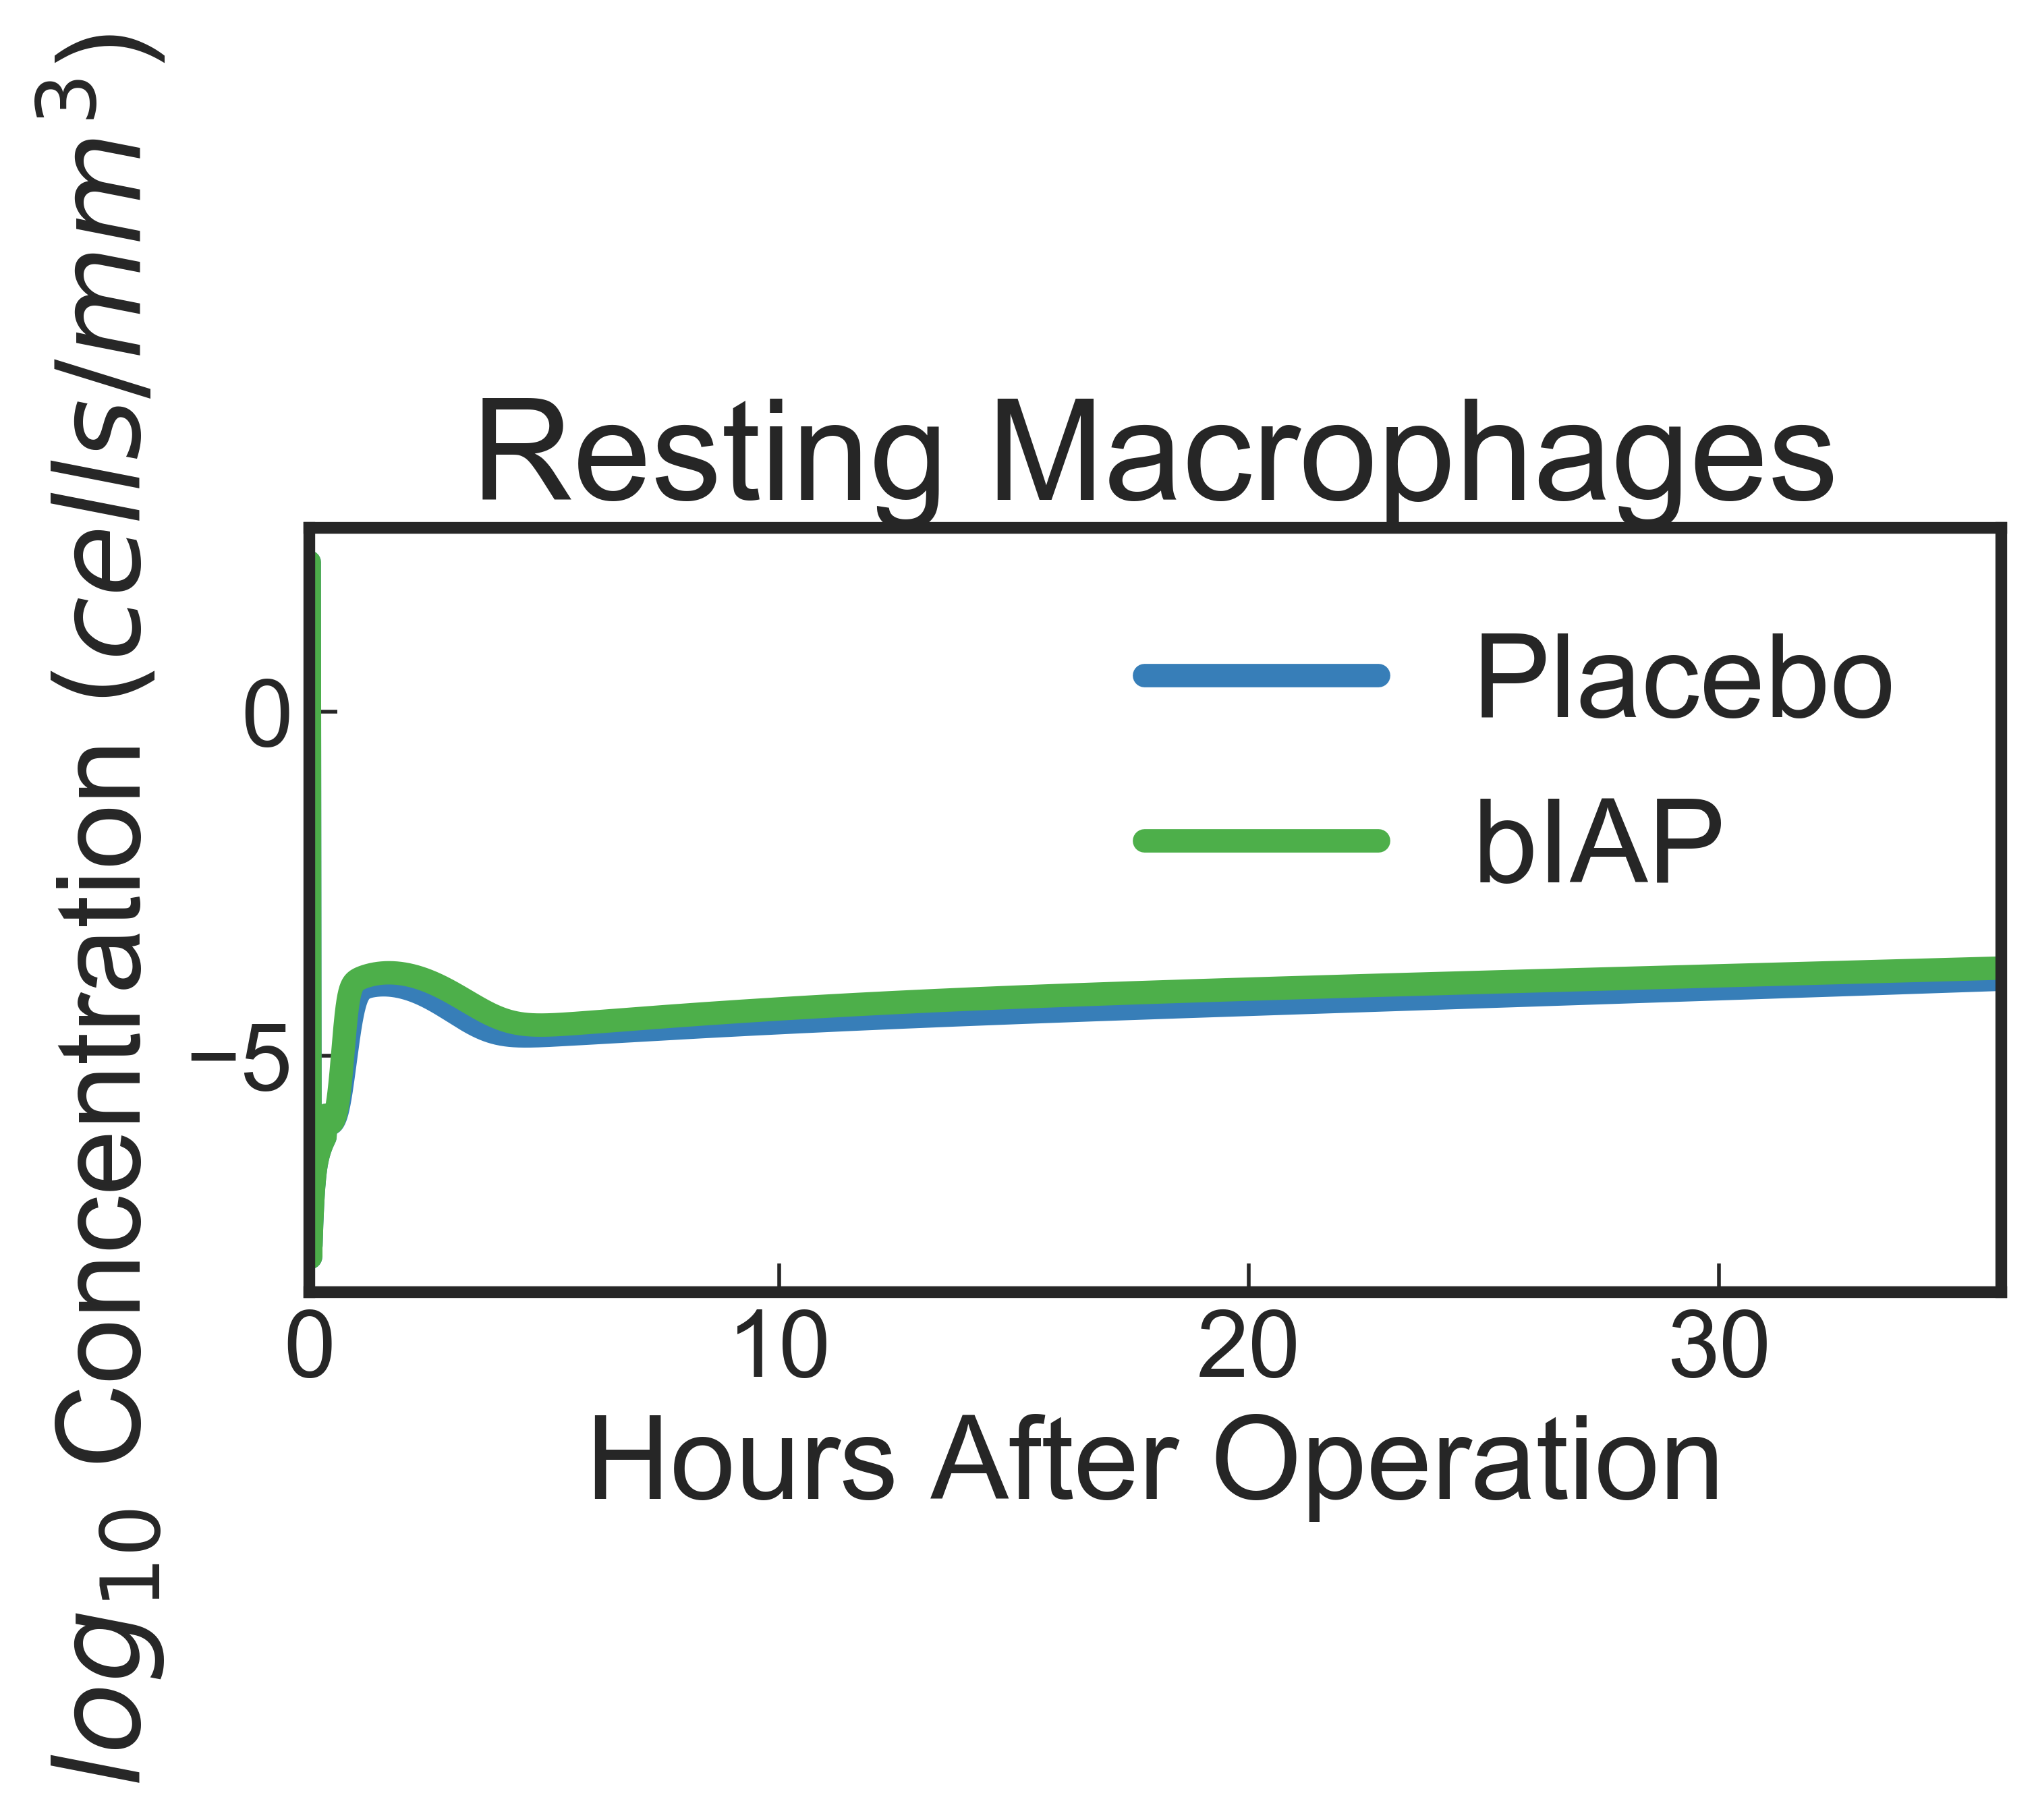 Resting Macrophages
log10 Concentration (cells/mm3)
0
−5
Placebo
bIAP
0 10 20 30
Hours After Operation